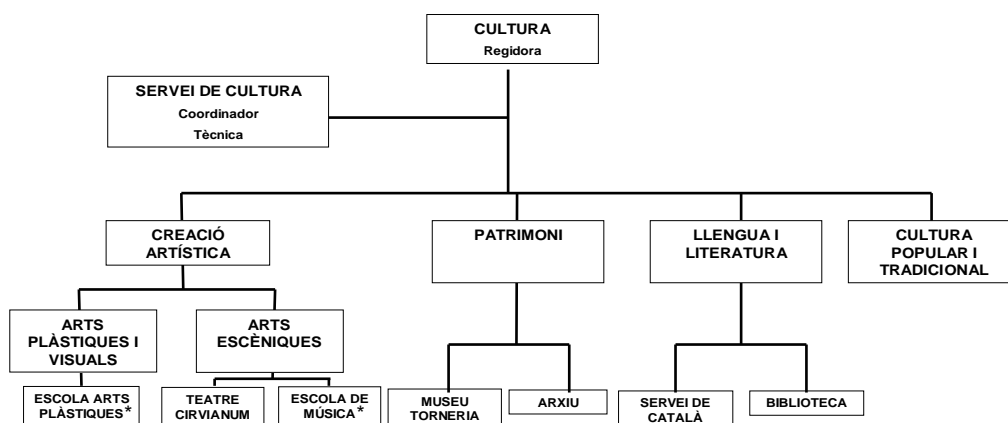 CULTURA
Regidora
SERVEI DE CULTURA
Coordinador
Tècnica
CREACIÓ
ARTÍSTICA
PATRIMONI
LLENGUA I
LITERATURA
CULTURA
POPULAR I
TRADICIONAL
ARTS
PLÀSTIQUES I
VISUALS
ARTS
ESCÈNIQUES
ESCOLA ARTS
PLÀSTIQUES*
TEATRE
CIRVIANUM
ESCOLA DE
MÚSICA*
MUSEU
TORNERIA
ARXIU
SERVEI DE
CATALÀ
BIBLIOTECA